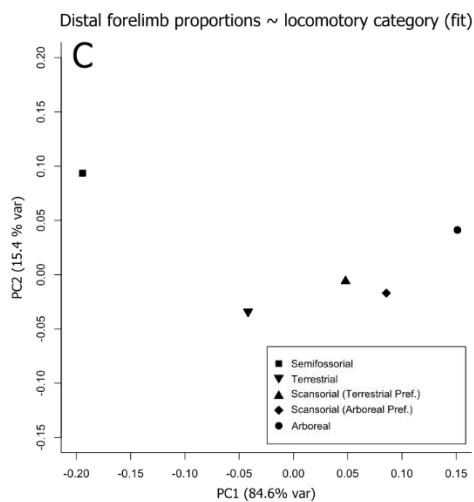 Distal forelimb proportions ~ locomotory category (fit)
C
0.20
0.15
0.10
0.05
0.00
-0.05
-0.10
-0.15
PC2 (15.4 % var)
■ Semifossorial
▼ Terrestrial
▲ Scansorial (Terrestrial Pref.)
◆ Scansorial (Arboreal Pref.)
● Arboreal
-0.20 -0.15 -0.10 -0.05 0.00 0.05 0.10 0.15
PC1 (84.6% var)